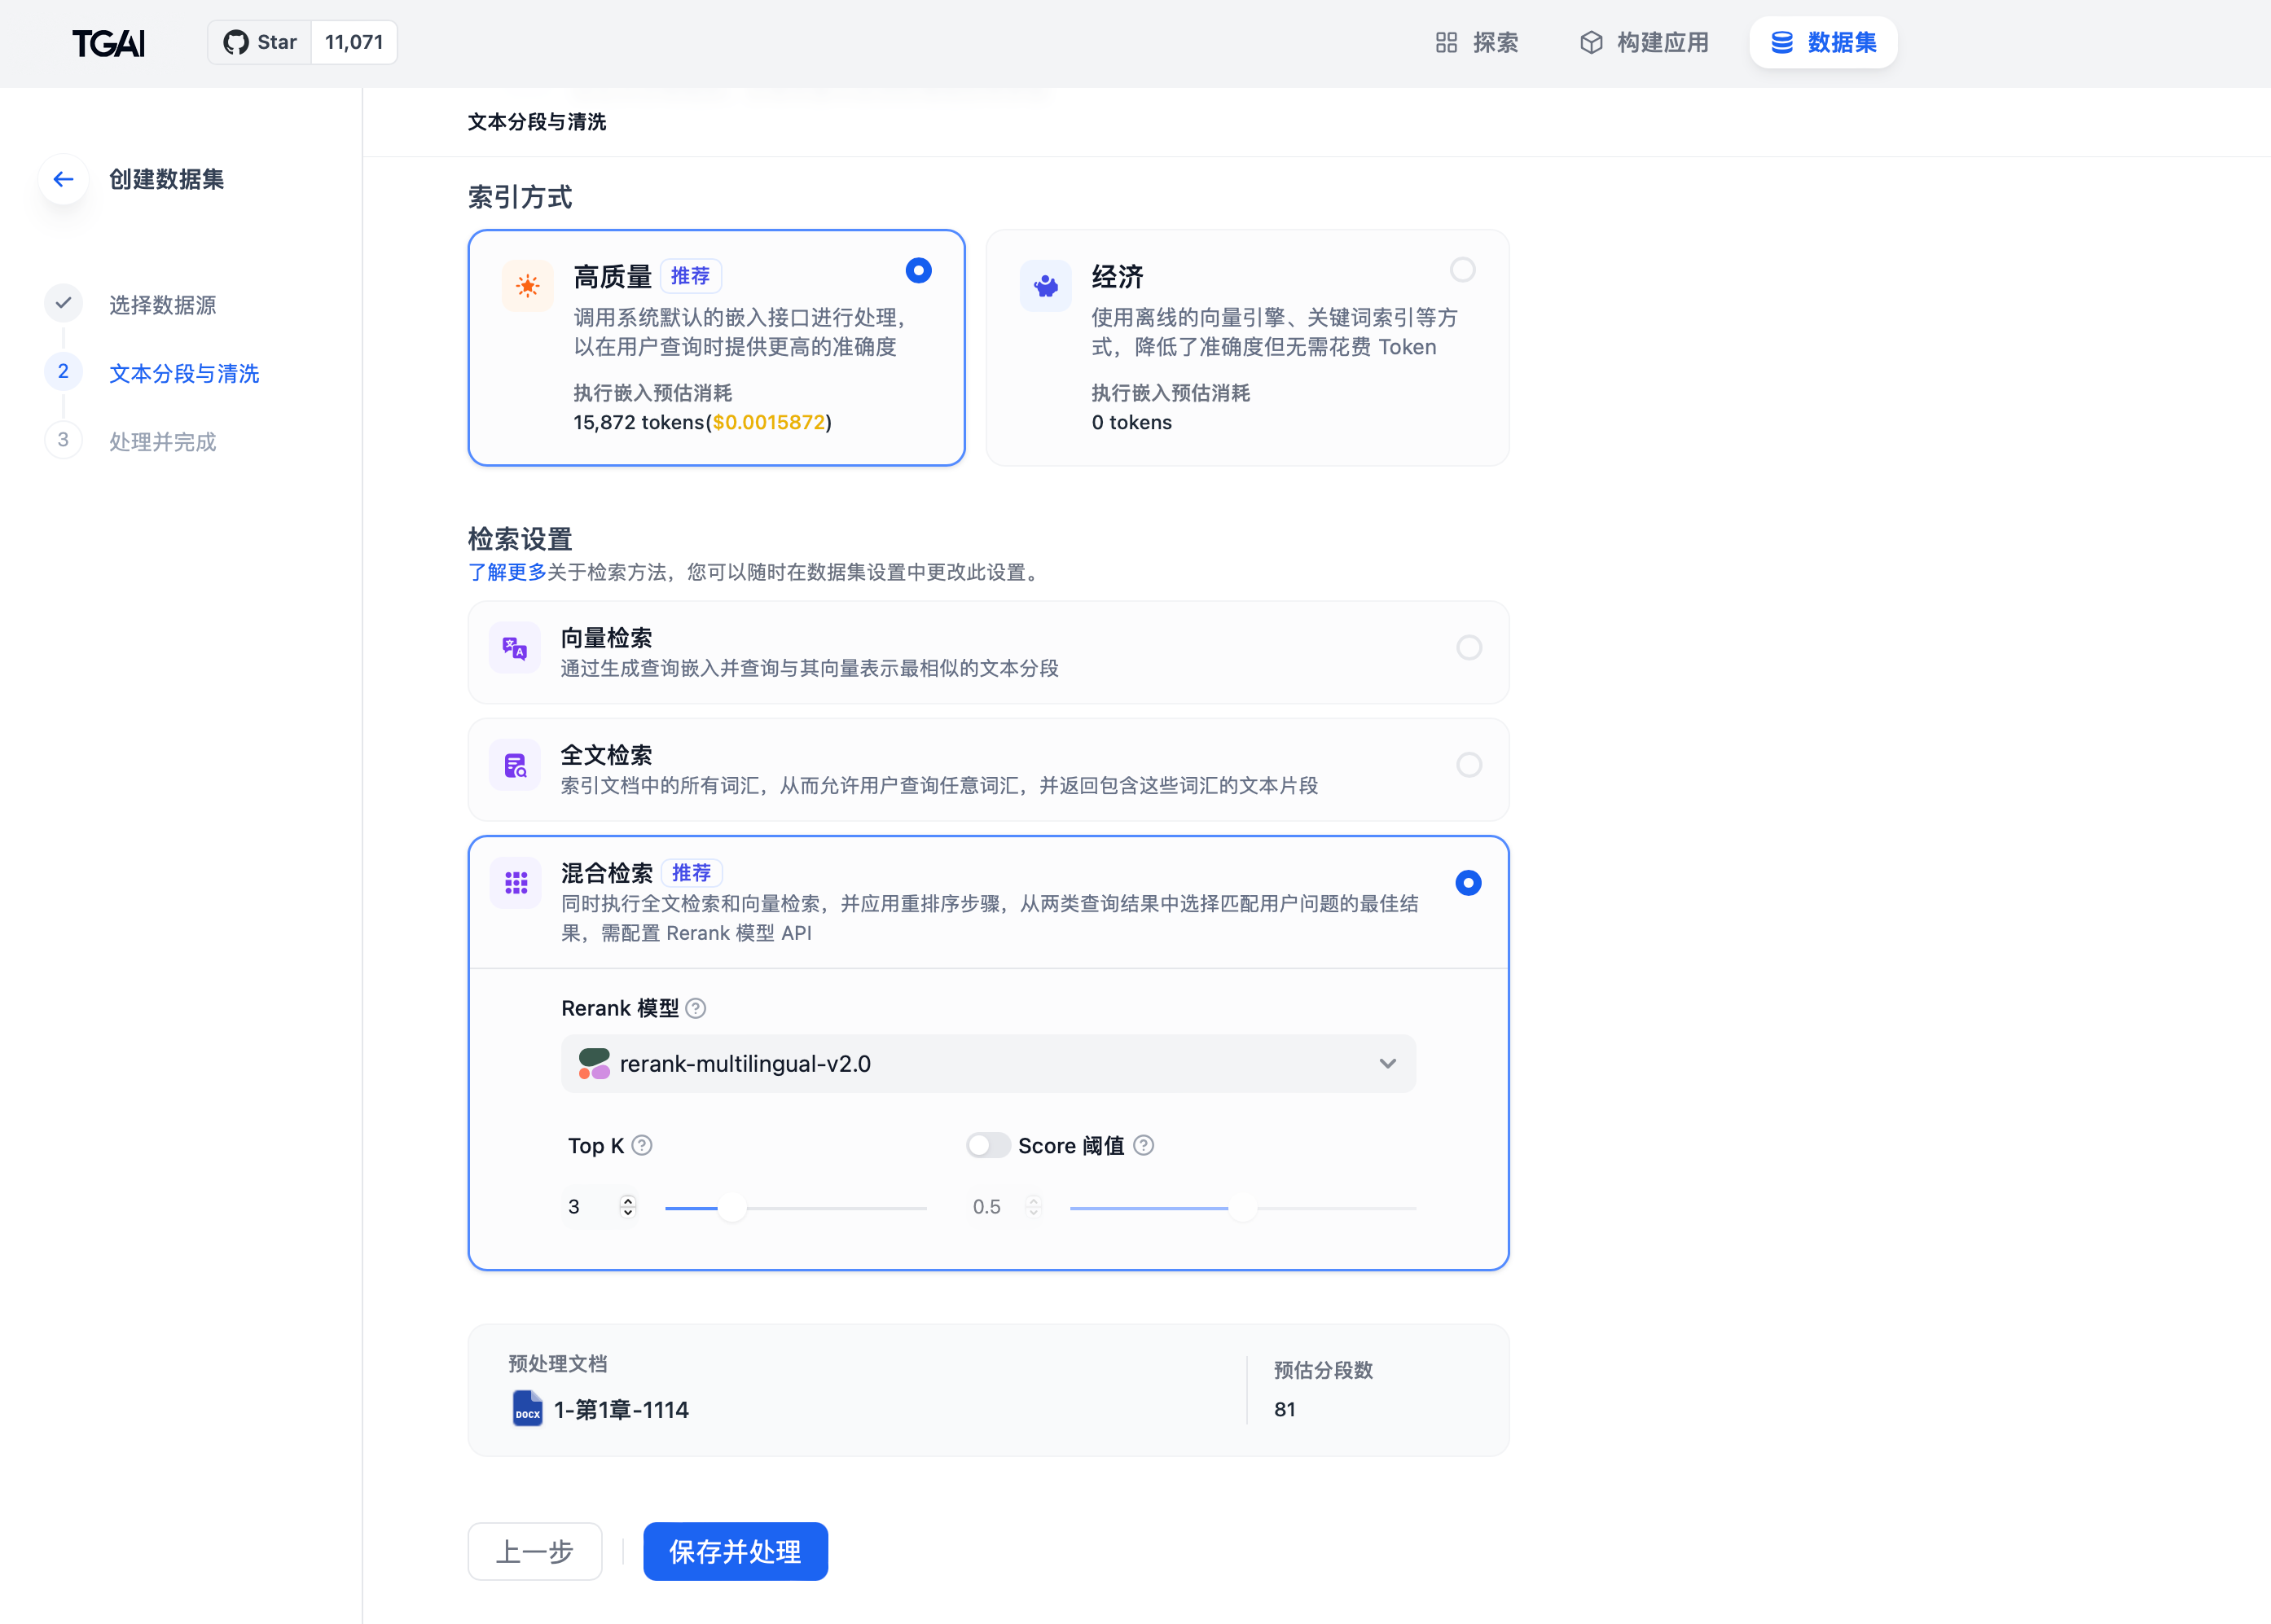 TGAI
Star 11,071
探索
构建应用
数据集
创建数据集
选择数据源
2 文本分段与清洗
3 处理并完成
文本分段与清洗
索引方式
高质量 推荐
调用系统默认的嵌入接口进行处理，
以在用户查询时提供更高的准确度
执行嵌入预估消耗
15,872 tokens($0.0015872)
经济
使用离线的向量引擎、关键词索引等方
式，降低了准确度但无需花费 Token
执行嵌入预估消耗
0 tokens
检索设置
了解更多关于检索方法，您可以随时在数据集设置中更改此设置。
向量检索
通过生成查询嵌入并查询与其向量表示最相似的文本分段
全文检索
索引文档中的所有词汇，从而允许用户查询任意词汇，并返回包含这些词汇的文本片段
混合检索 推荐
同时执行全文检索和向量检索，并应用重排序步骤，从两类查询结果中选择匹配用户问题的最佳结
果，需配置 Rerank 模型 API
Rerank 模型
rerank-multilingual-v2.0
Top K
Score 阈值
3
0.5
预处理文档
DOCX 1-第1章-1114
预估分段数
81
上一步
保存并处理